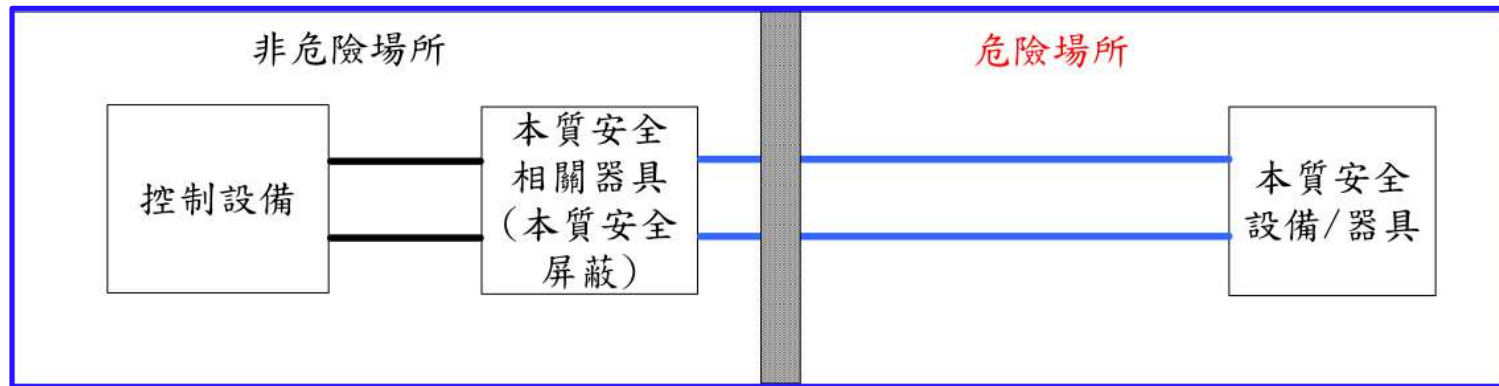 非危險場所
危險場所
控制設備
本質安全
相關器具
(本質安全
屏蔽)
本質安全
設備/器具